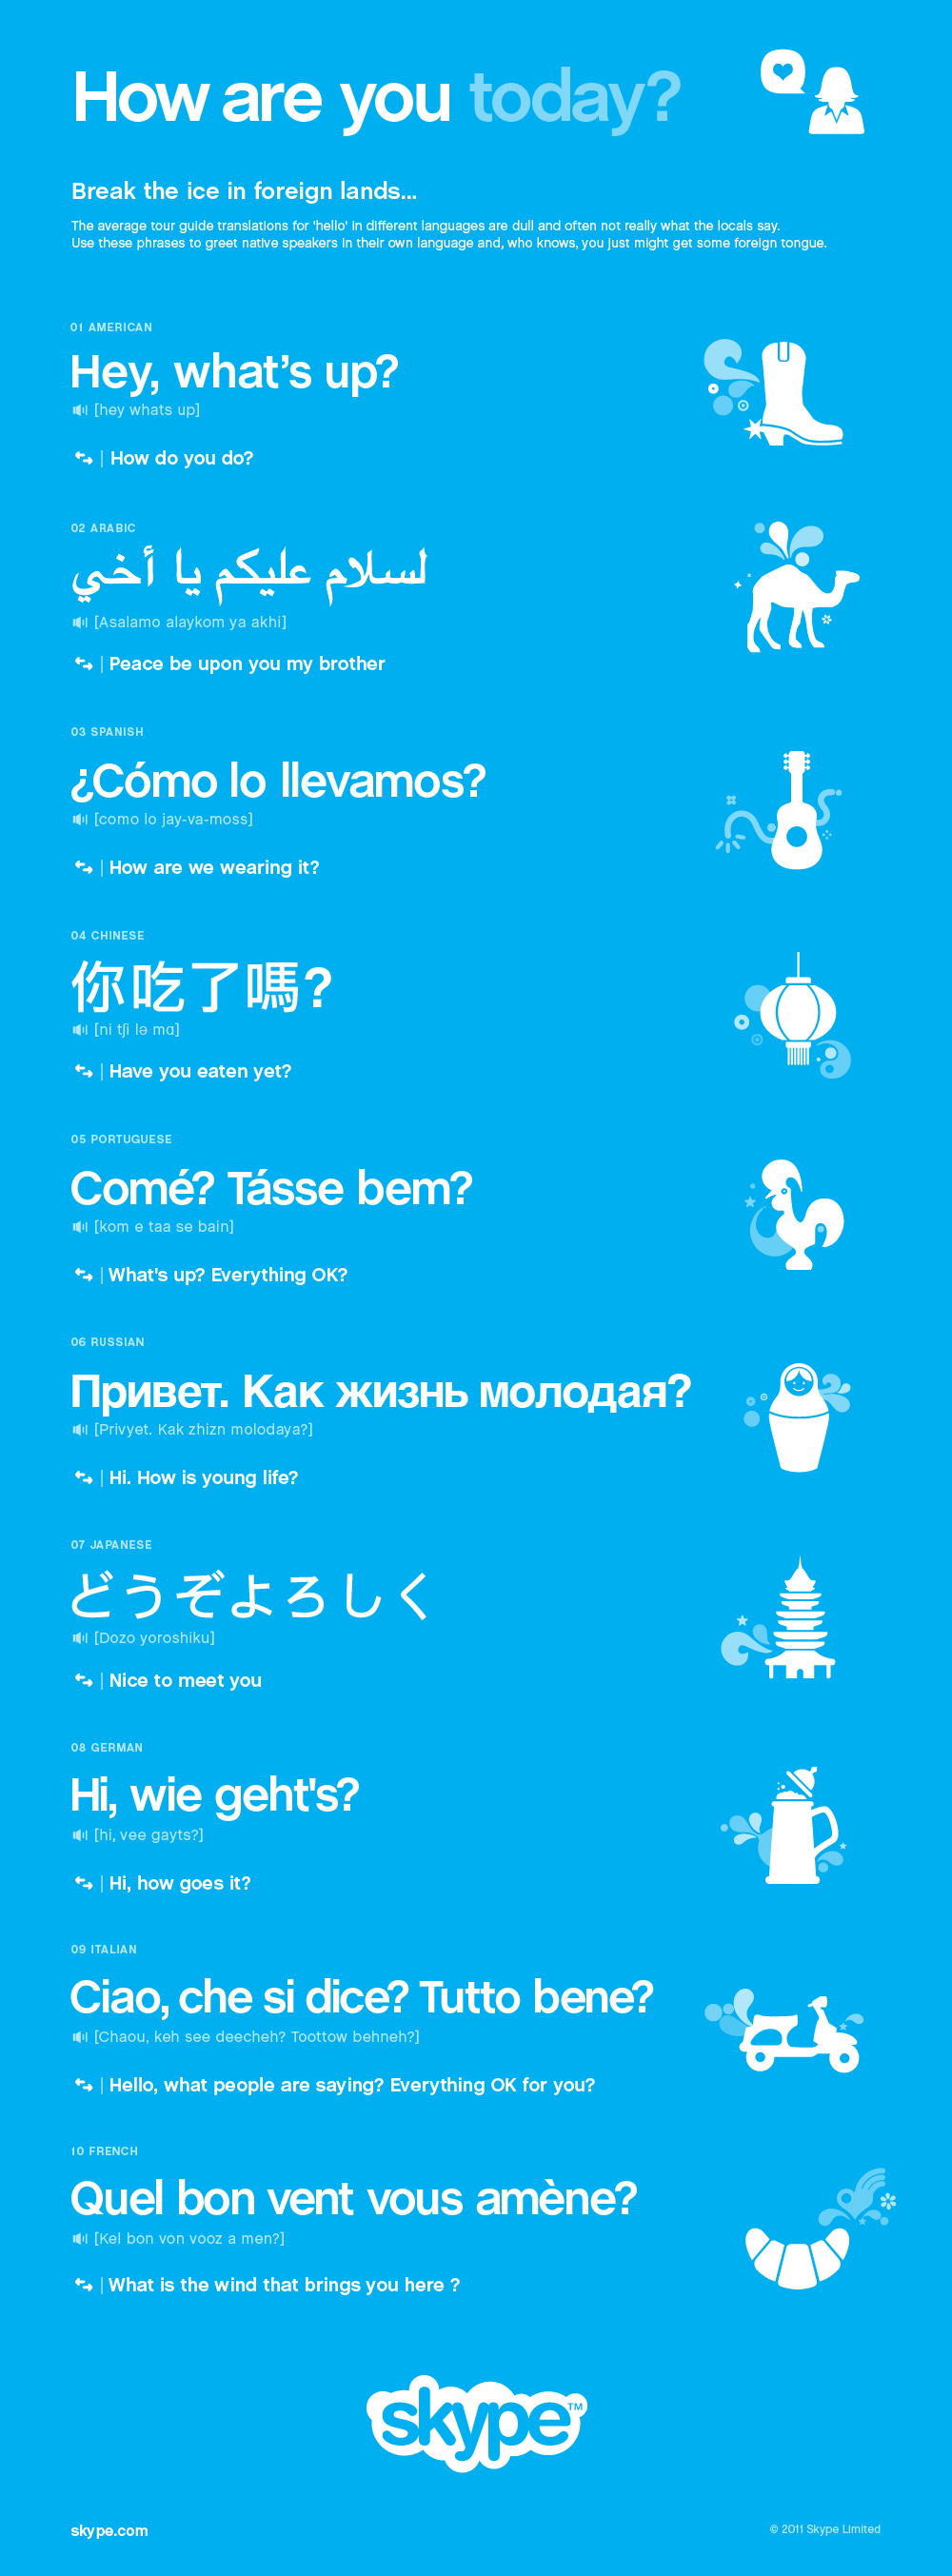 How are you today?
Break the ice in foreign lands...
The average tour guide translations for 'hello' in different languages are dull and often not really what the locals say.
Use these phrases to greet native speakers in their own language and, who knows, you just might get some foreign tongue.
01 AMERICAN
Hey, what's up?
[hey whats up]
How do you do?
02 ARABIC
لسلام عليكم يا أخي
[Asalamo alaykom ya akhi]
Peace be upon you my brother
03 SPANISH
¿Cómo lo llevamos?
[como lo jay-va-moss]
How are we wearing it?
04 CHINESE
你吃了嗎?
[ni tʃi lə mɑ]
Have you eaten yet?
05 PORTUGUESE
Comé? Tásse bem?
[kom e taa se bain]
What's up? Everything OK?
06 RUSSIAN
Привет. Как жизнь молодая?
[Privyet. Kak zhizn molodaya?]
Hi. How is young life?
07 JAPANESE
どうぞよろしく
[Dozo yoroshiku]
Nice to meet you
08 GERMAN
Hi, wie geht's?
[hi, vee gayts?]
Hi, how goes it?
09 ITALIAN
Ciao, che si dice? Tutto bene?
[Chaou, keh see deecheh? Toottow behneh?]
Hello, what people are saying? Everything OK for you?
10 FRENCH
Quel bon vent vous amène?
[Kel bon von vooz a men?]
What is the wind that brings you here ?
skype™
skype.com
© 2011 Skype Limited